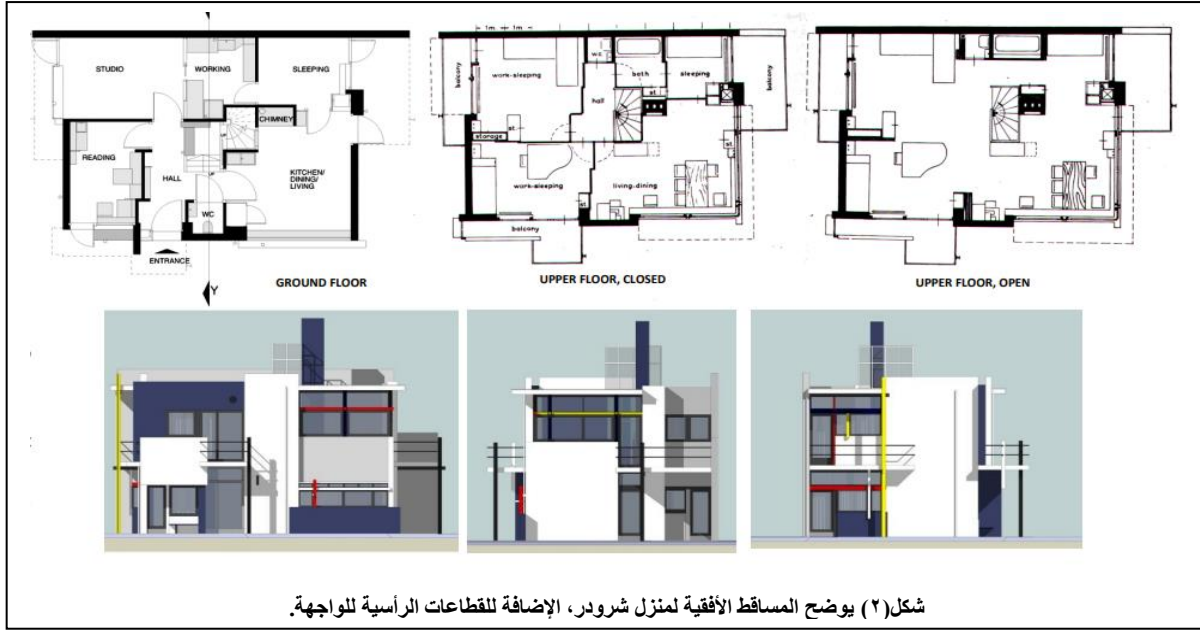 STUDIO
WORKING
SLEEPING
CHIMNEY
READING
HALL
KITCHEN/
DINING/
LIVING
WC
ENTRANCE
Y
GROUND FLOOR
1m 1m
balcony
work-sleeping
w.c.
bath
sleeping
balcony
st
hall
storage
st
st
work-sleeping
living-dining
st
balcony
UPPER FLOOR, CLOSED
UPPER FLOOR, OPEN
شكل(٢) يوضح المساقط الأفقية لمنزل شرودر، الإضافة للقطاعات الرأسية للواجهة.